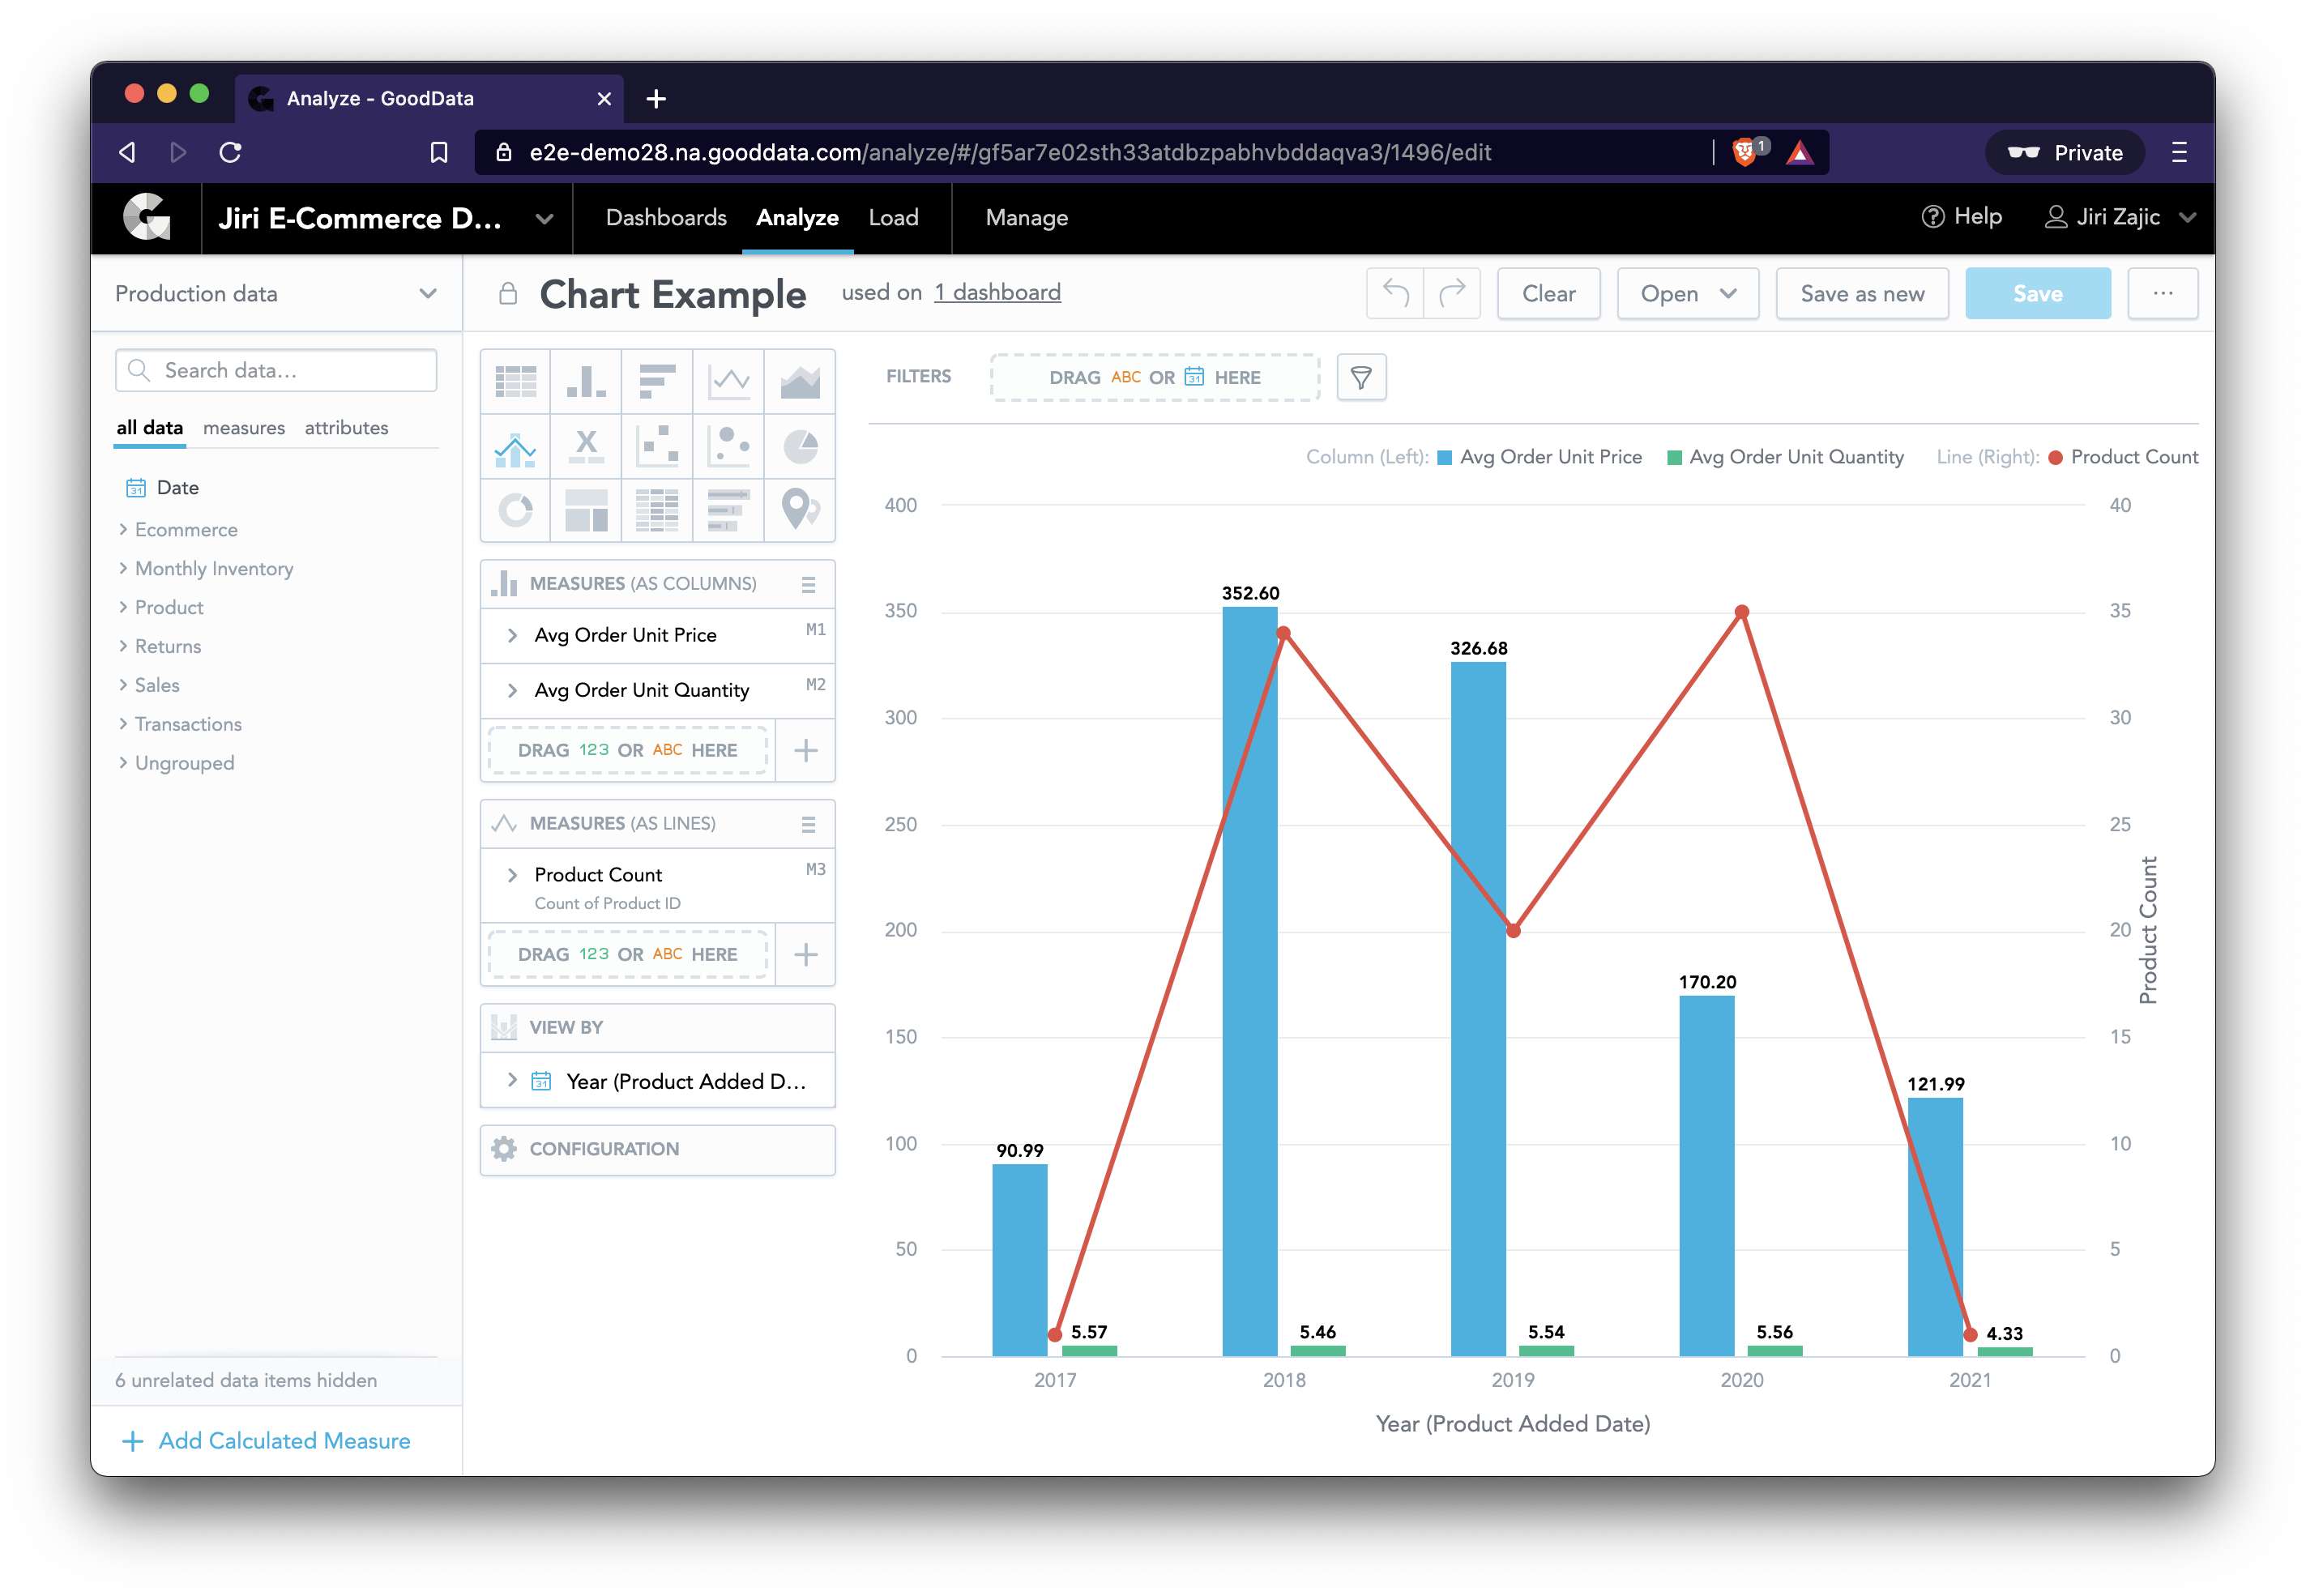 Analyze - GoodData
e2e-demo28.na.gooddata.com/analyze/#/gf5ar7e02sth33atdbzpabhvbddaqva3/1496/edit
1
Private
Jiri E-Commerce D...
Dashboards
Analyze
Load
Manage
Help
Jiri Zajic
Production data
Chart Example
used on 1 dashboard
Clear
Open
Save as new
Save
...
Search data...
all data
measures
attributes
31 Date
Ecommerce
Monthly Inventory
Product
Returns
Sales
Transactions
Ungrouped
6 unrelated data items hidden
Add Calculated Measure
X
MEASURES (AS COLUMNS)
Avg Order Unit Price M1
Avg Order Unit Quantity M2
DRAG 123 OR ABC HERE
MEASURES (AS LINES)
Product Count M3
Count of Product ID
DRAG 123 OR ABC HERE
VIEW BY
31 Year (Product Added D...
CONFIGURATION
FILTERS
DRAG ABC OR 31 HERE
Column (Left): Avg Order Unit Price Avg Order Unit Quantity Line (Right): Product Count
400
350
300
250
200
150
100
50
0
90.99
5.57
352.60
5.46
326.68
5.54
170.20
5.56
121.99
4.33
40
35
30
25
20
15
10
5
0
Product Count
2017 2018 2019 2020 2021
Year (Product Added Date)